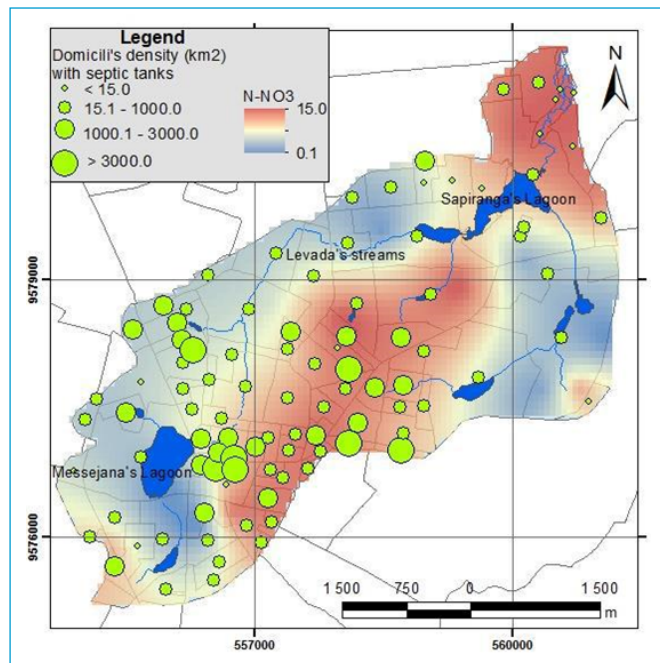 Legend
Domicili's density (km2)
with septic tanks
< 15.0
15.1 - 1000.0
1000.1 - 3000.0
> 3000.0
N-NO3
15.0
0.1
N
Sapiranga's Lagoon
Levada's streams
Messejana's Lagoon
9579000
9576000
1 500 750 0 1 500
m
557000 560000